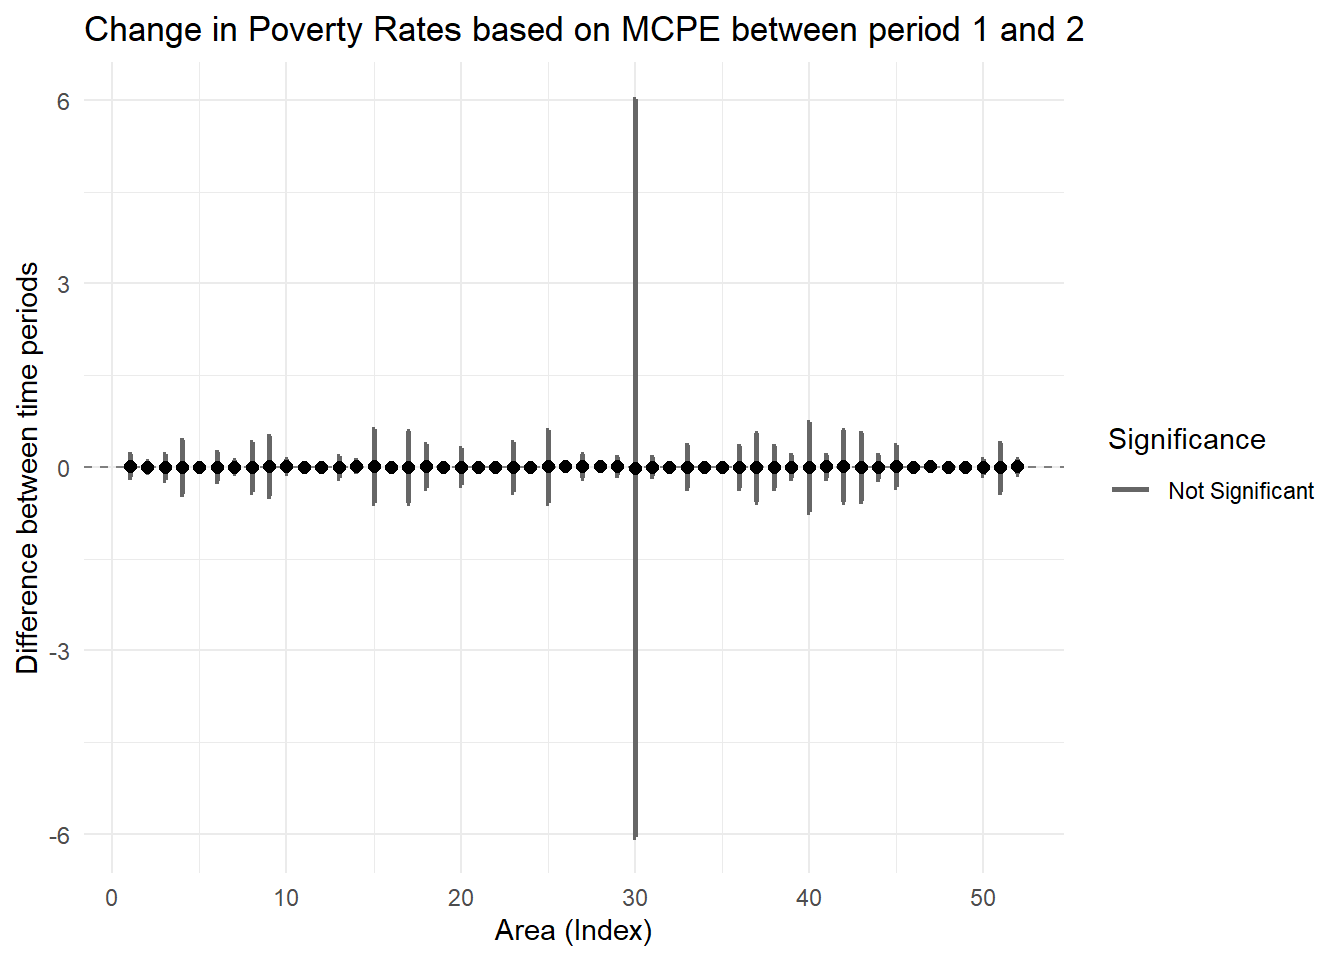 Change in Poverty Rates based on MCPE between period 1 and 2
Difference between time periods
6
3
0
-3
-6
0 10 20 30 40 50
Area (Index)
Significance
Not Significant